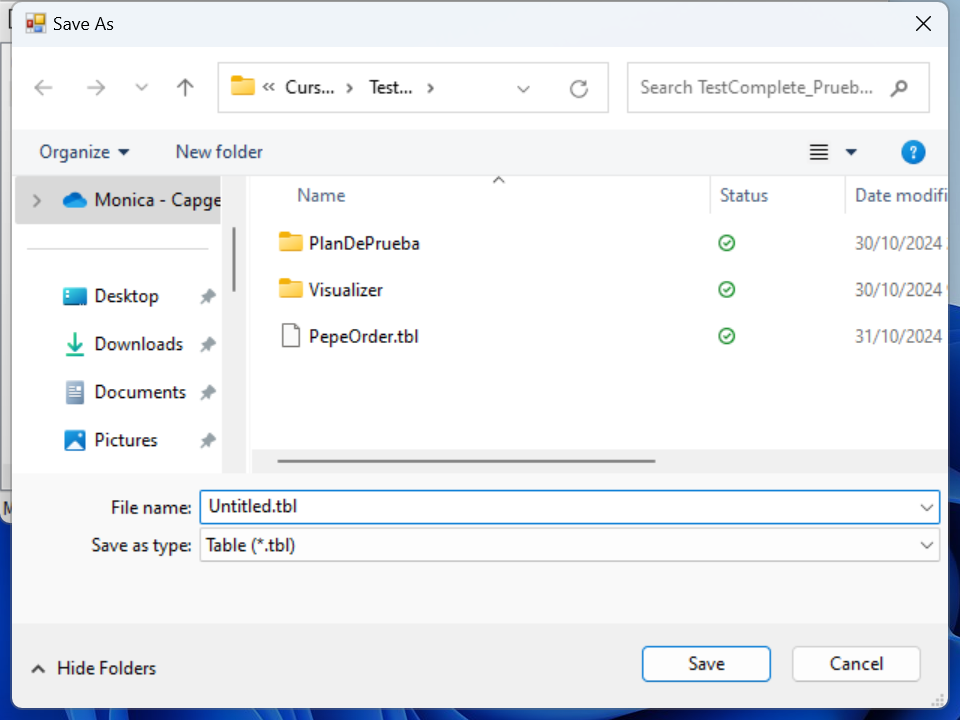 Save As
« Curs... › Test... ›
Search TestComplete_Prueb...
Organize
New folder
Monica - Capge
Desktop
Downloads
Documents
Pictures
Name Status Date modifi
PlanDePrueba 30/10/2024
Visualizer 30/10/2024
PepeOrder.tbl 31/10/2024
File name: Untitled.tbl
Save as type: Table (*.tbl)
Hide Folders
Save
Cancel